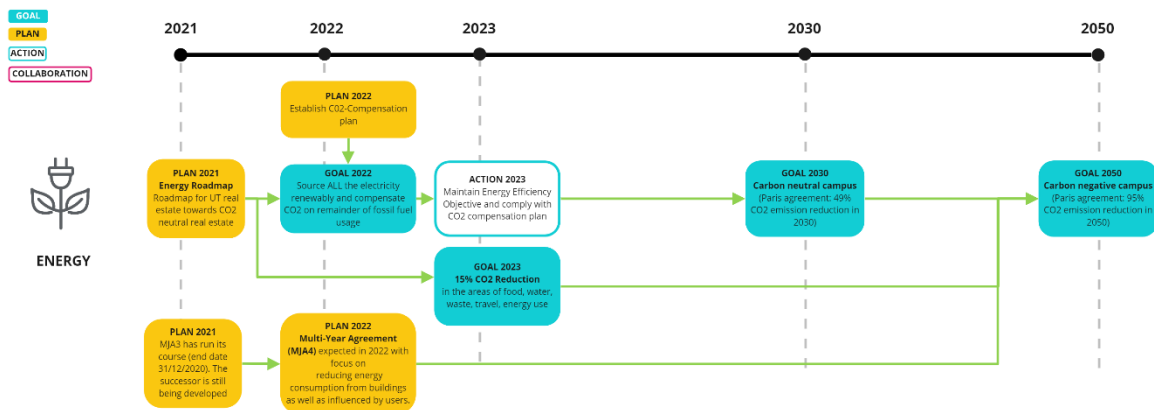 GOAL
PLAN
ACTION
COLLABORATION
2021
2022
2023
2030
2050
PLAN 2022
Establish C02-Compensation
plan
PLAN 2021
Energy Roadmap
Roadmap for UT real
estate towards CO2
neutral real estate
GOAL 2022
Source ALL the electricity
renewably and compensate
CO2 on remainder of fossil fuel
usage
ACTION 2023
Maintain Energy Efficiency
Objective and comply with
CO2 compensation plan
GOAL 2030
Carbon neutral campus
(Paris agreement: 49%
CO2 emission reduction in
2030)
GOAL 2050
Carbon negative campus
(Paris agreement: 95%
CO2 emission reduction in
2050)
ENERGY
GOAL 2023
15% CO2 Reduction
in the areas of food, water,
waste, travel, energy use
PLAN 2021
MJA3 has run its
course (end date
31/12/2020). The
successor is still
being developed
PLAN 2022
Multi-Year Agreement
(MJA4) expected in 2022 with
focus on
reducing energy
consumption from buildings
as well as influenced by users.